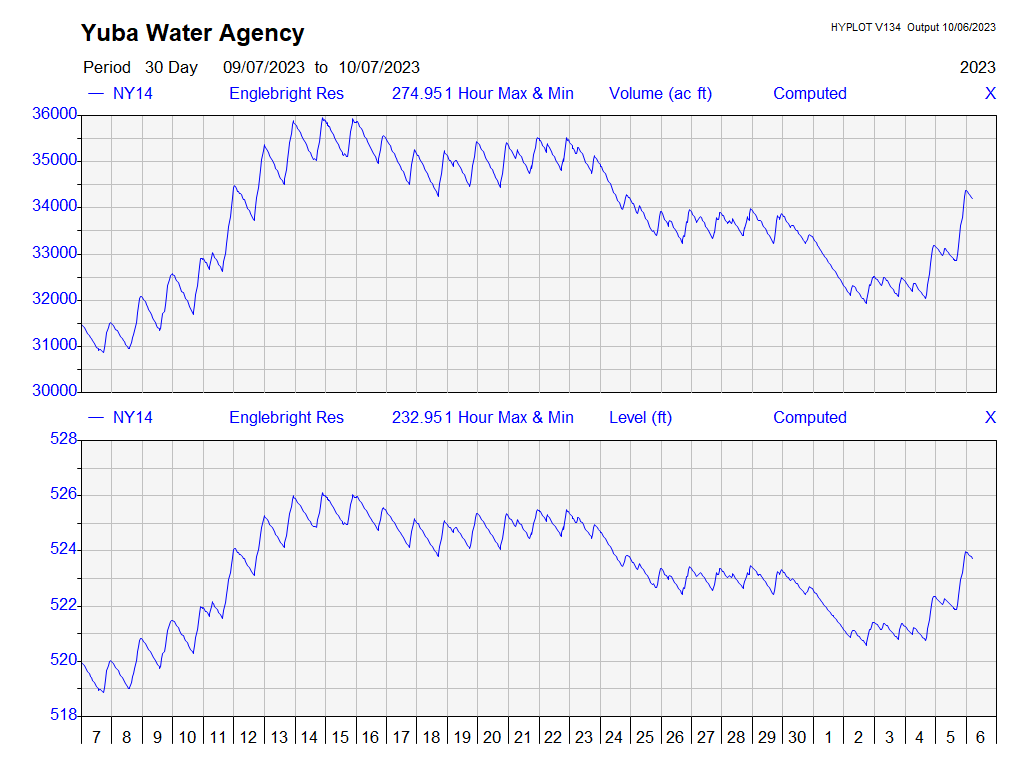 Yuba Water Agency
HYPLOT V134 Output 10/06/2023
Period 30 Day 09/07/2023 to 10/07/2023 2023
NY14 Englebright Res 274.951 Hour Max & Min Volume (ac ft) Computed X
36000
35000
34000
33000
32000
31000
30000
NY14 Englebright Res 232.951 Hour Max & Min Level (ft) Computed X
528
526
524
522
520
518
7 8 9 10 11 12 13 14 15 16 17 18 19 20 21 22 23 24 25 26 27 28 29 30 1 2 3 4 5 6